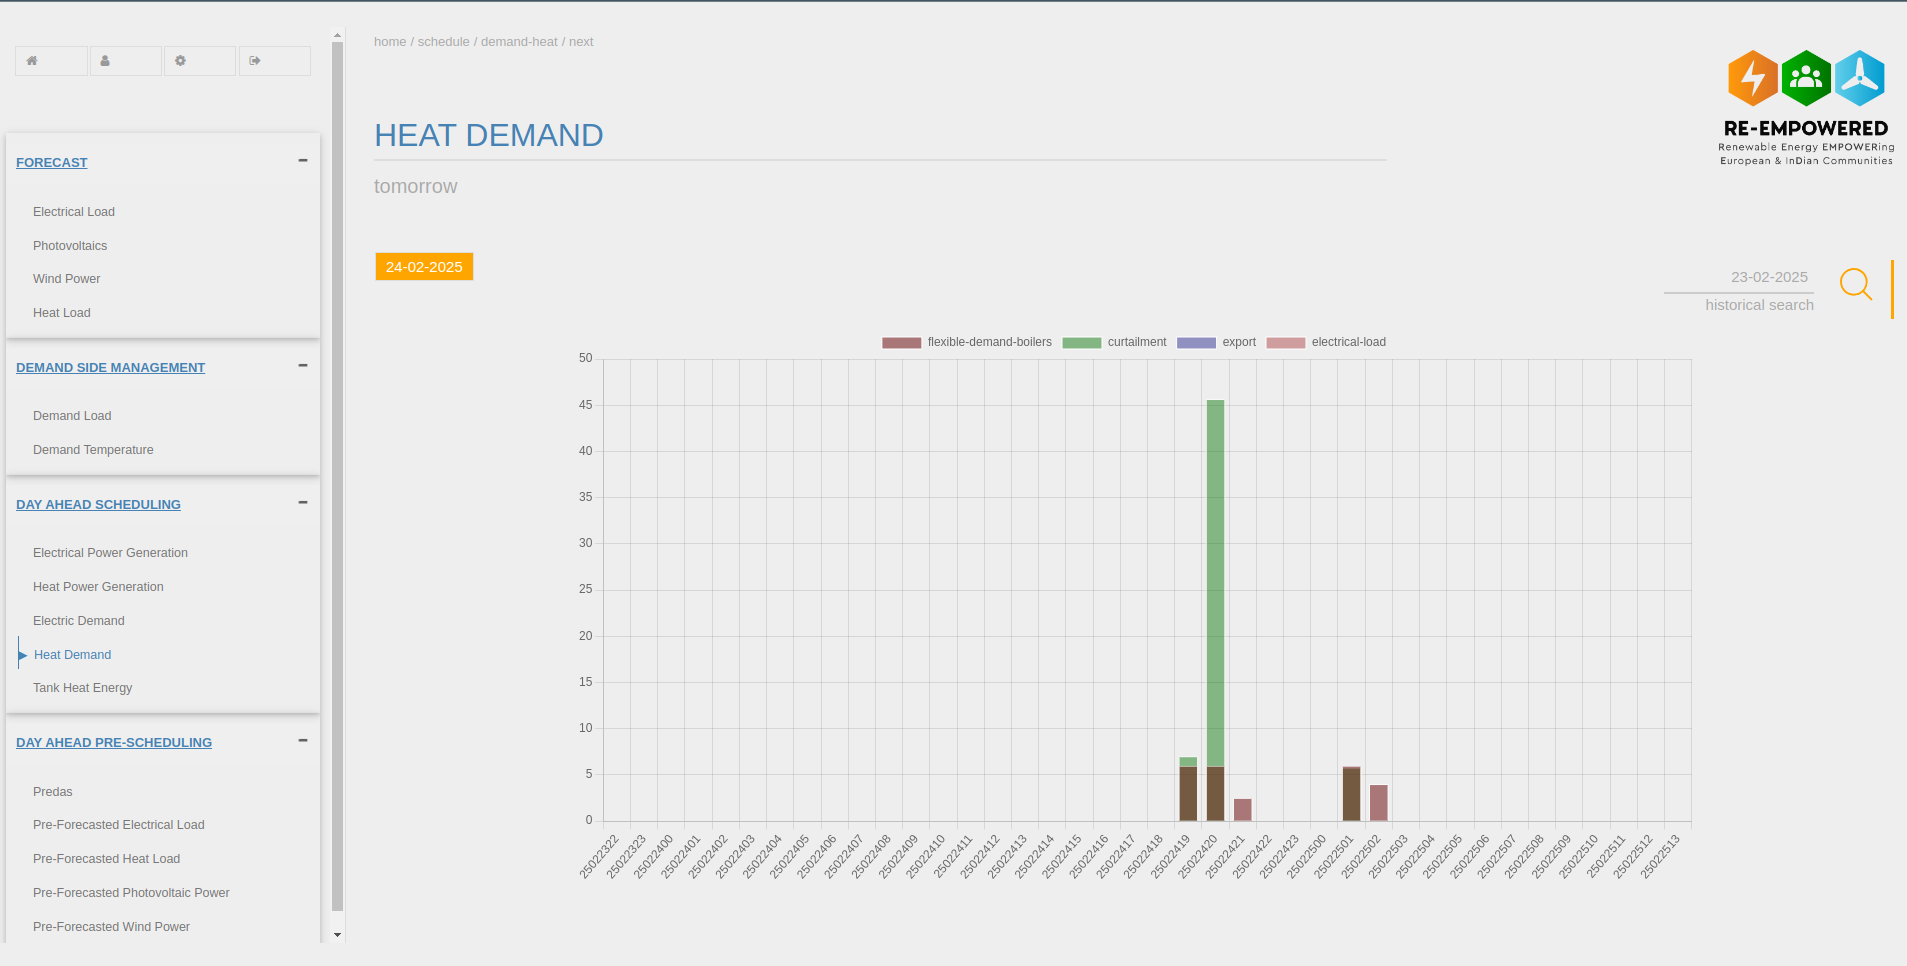 home / schedule / demand-heat / next
RE-EMPOWERED
Renewable Energy EMPOWERing
European & InDian Communities
HEAT DEMAND
tomorrow
FORECAST
Electrical Load
Photovoltaics
Wind Power
Heat Load
DEMAND SIDE MANAGEMENT
Demand Load
Demand Temperature
DAY AHEAD SCHEDULING
Electrical Power Generation
Heat Power Generation
Electric Demand
Heat Demand
Tank Heat Energy
DAY AHEAD PRE-SCHEDULING
Predas
Pre-Forecasted Electrical Load
Pre-Forecasted Heat Load
Pre-Forecasted Photovoltaic Power
Pre-Forecasted Wind Power
24-02-2025
23-02-2025
historical search
flexible-demand-boilers curtailment export electrical-load
50
45
40
35
30
25
20
15
10
5
0
25022322
25022323
25022400
25022401
25022402
25022403
25022404
25022405
25022406
25022407
25022408
25022409
25022410
25022411
25022412
25022413
25022414
25022415
25022416
25022417
25022418
25022419
25022420
25022421
25022422
25022423
25022500
25022501
25022502
25022503
25022504
25022505
25022506
25022507
25022508
25022509
25022510
25022511
25022512
25022513